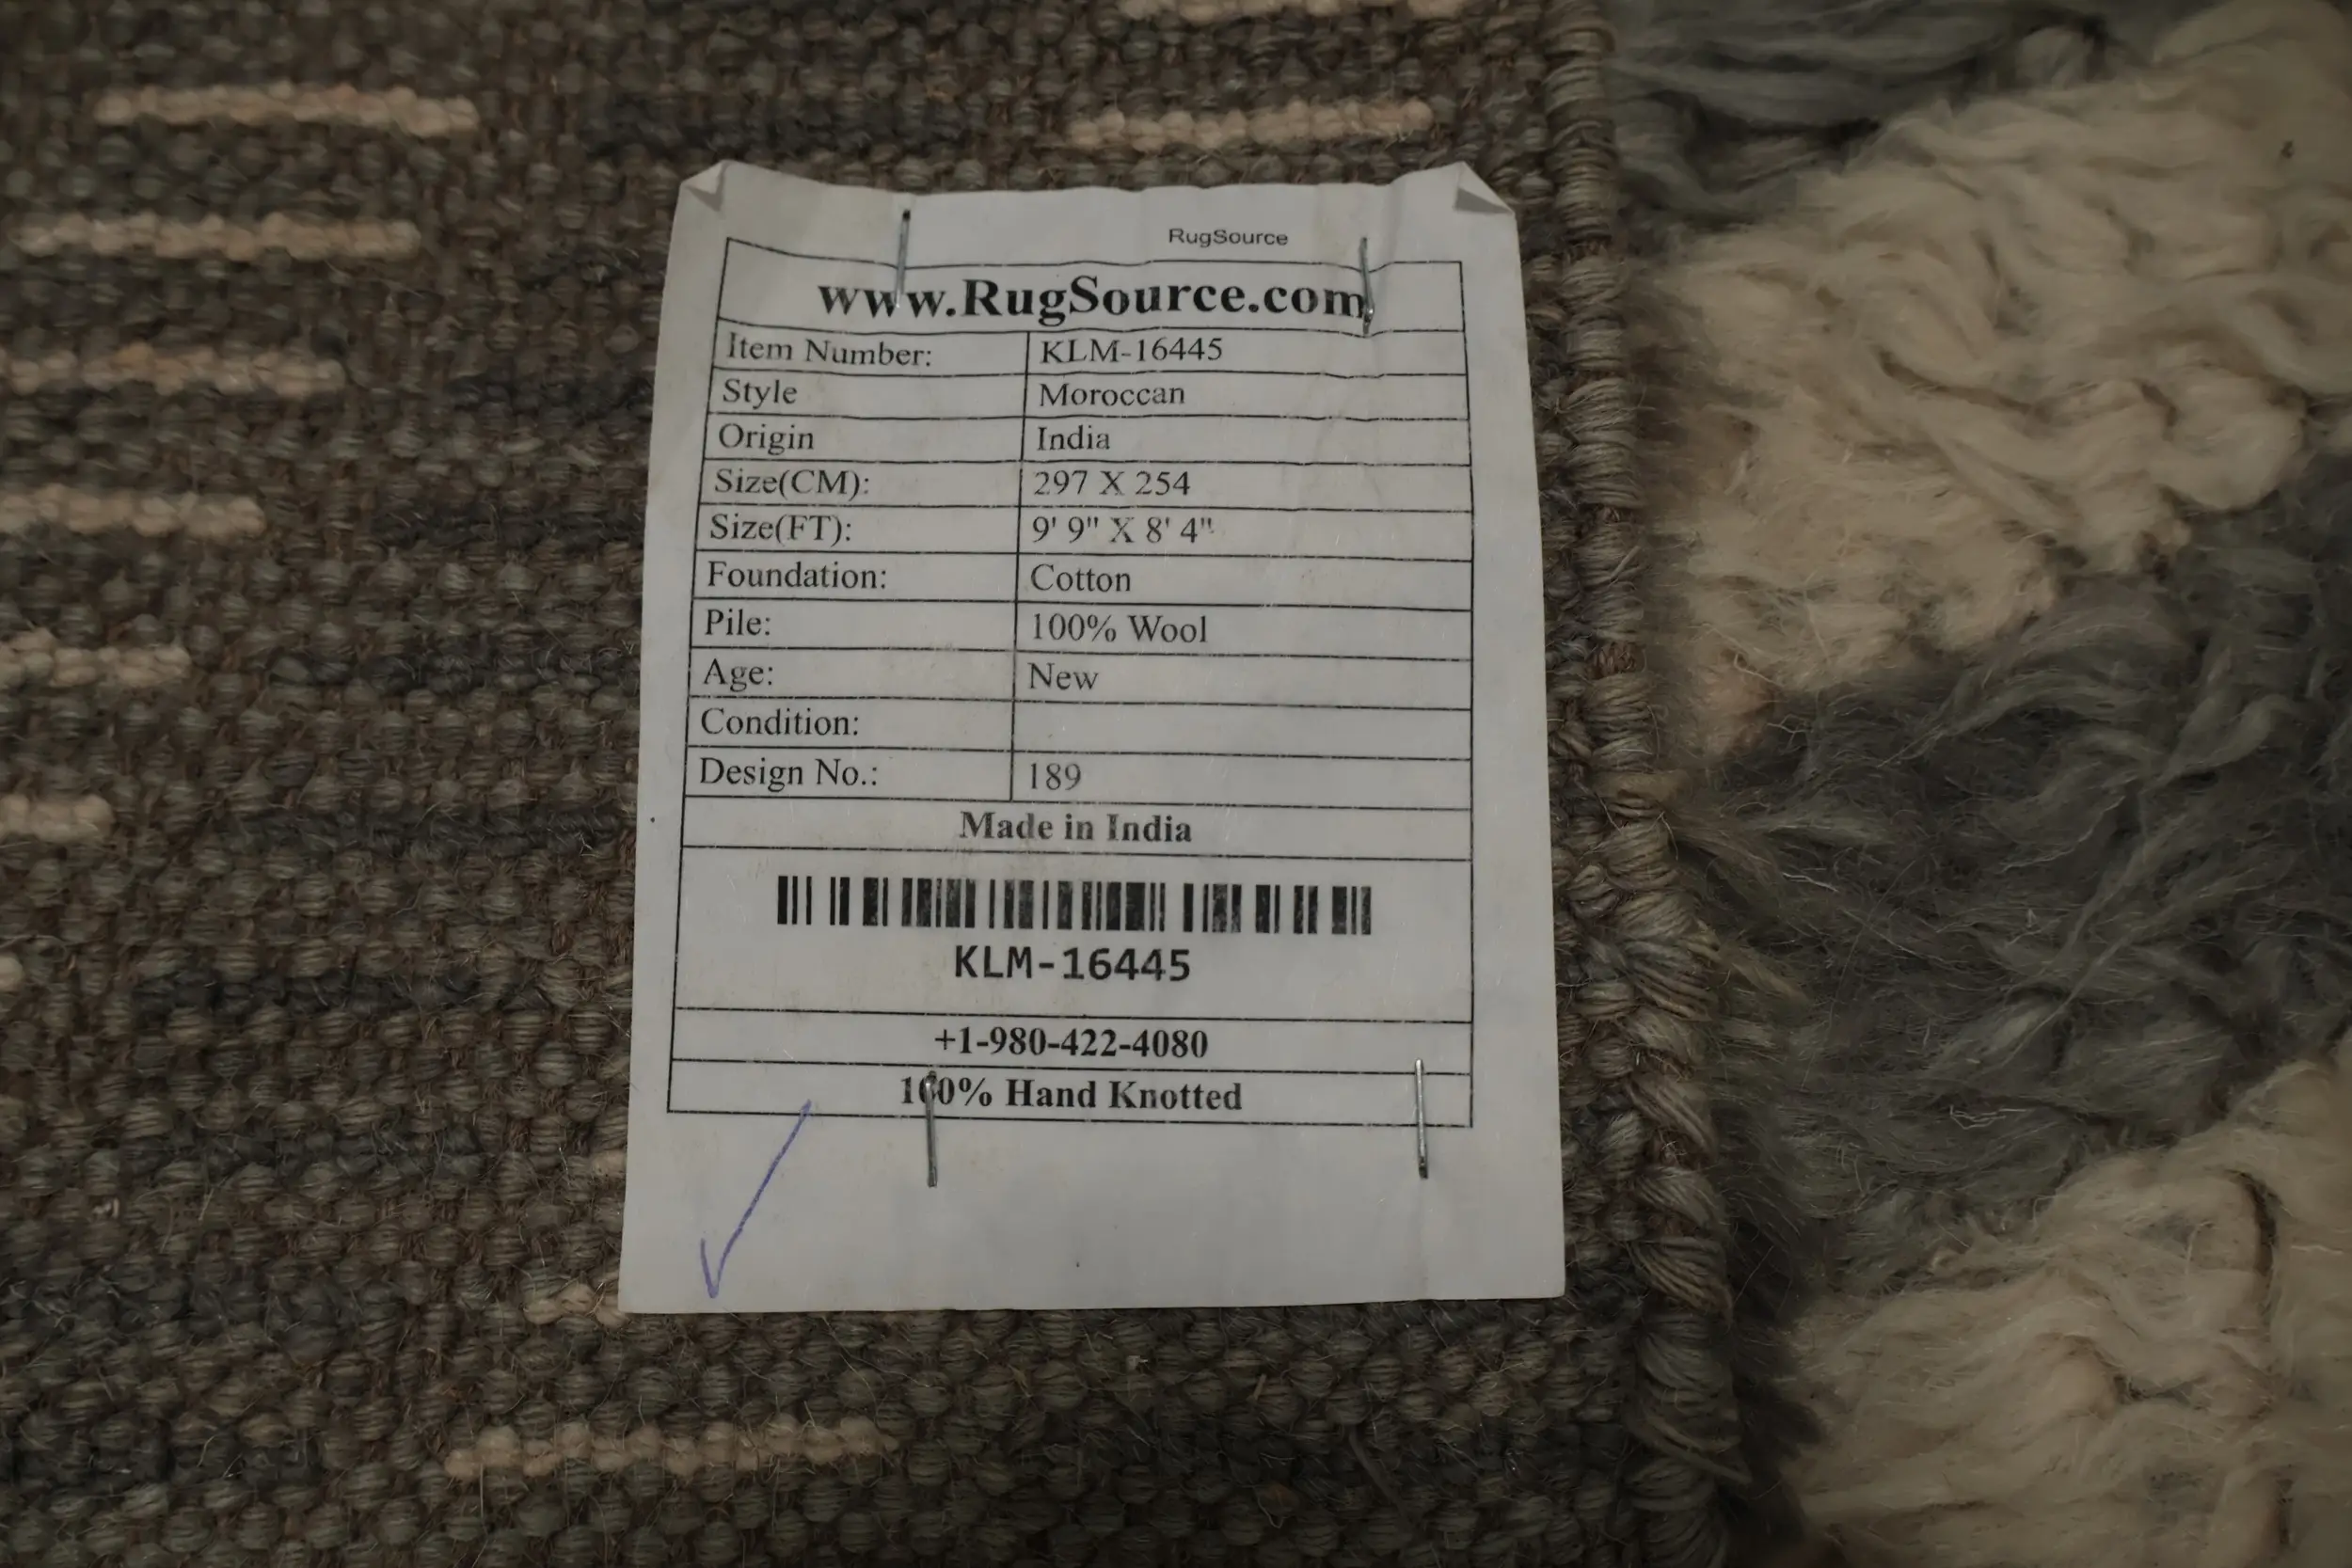 RugSource
www.RugSource.com
Item Number: KLM-16445
Style Moroccan
Origin India
Size(CM): 297 X 254
Size(FT): 9' 9" X 8' 4"
Foundation: Cotton
Pile: 100% Wool
Age: New
Condition:
Design No.: 189
Made in India
KLM-16445
+1-980-422-4080
100% Hand Knotted